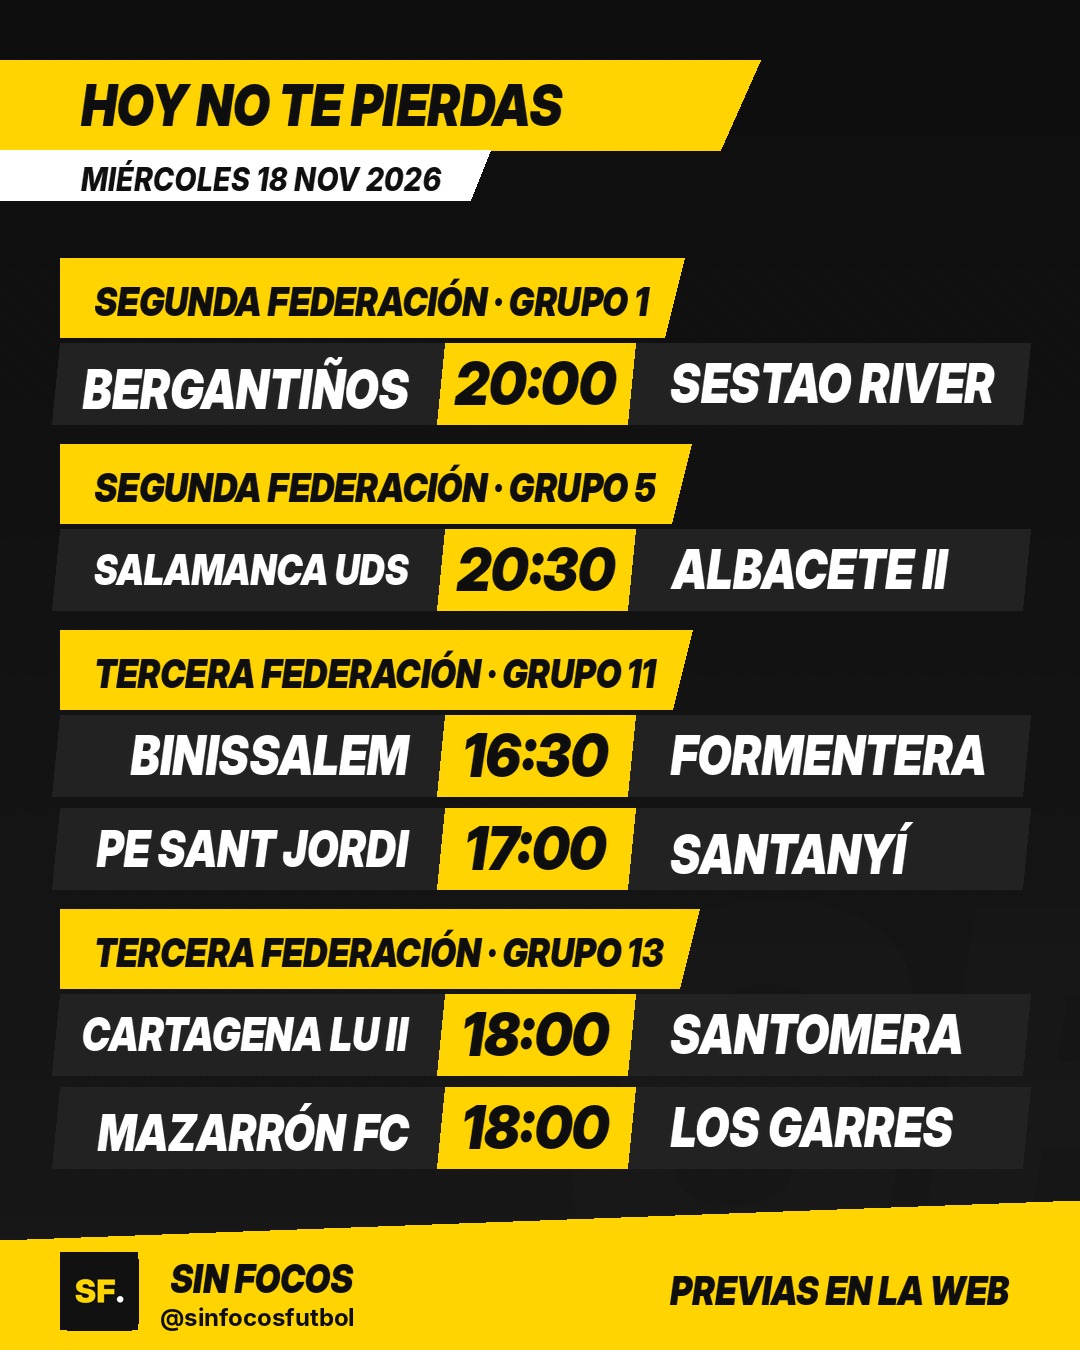 HOY NO TE PIERDAS
MIÉRCOLES 18 NOV 2026
SEGUNDA FEDERACIÓN · GRUPO 1
BERGANTIÑOS 20:00 SESTAO RIVER
SEGUNDA FEDERACIÓN · GRUPO 5
SALAMANCA UDS 20:30 ALBACETE II
TERCERA FEDERACIÓN · GRUPO 11
BINISSALEM 16:30 FORMENTERA
PE SANT JORDI 17:00 SANTANYÍ
TERCERA FEDERACIÓN · GRUPO 13
CARTAGENA LU II 18:00 SANTOMERA
MAZARRÓN FC 18:00 LOS GARRES
SF.
SIN FOCOS
@sinfocosfutbol
PREVIAS EN LA WEB